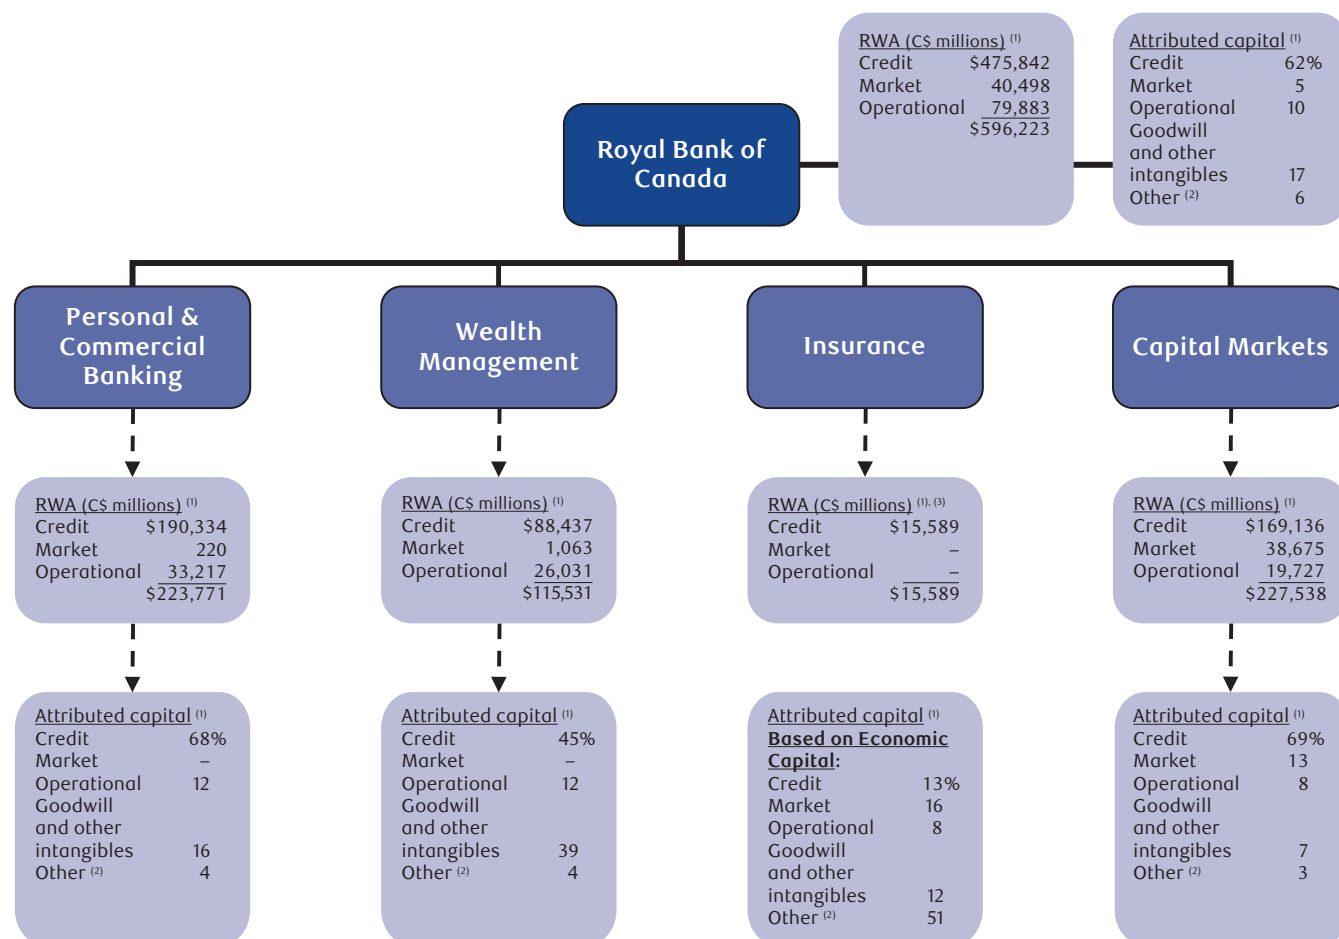 RWA (C$ millions) (1)
Credit $475,842
Market 40,498
Operational 79,883
$596,223
Attributed capital (1)
Credit 62%
Market 5
Operational 10
Goodwill
and other
intangibles 17
Other (2) 6
Royal Bank of
Canada
Personal &
Commercial
Banking
Wealth
Management
Insurance
Capital Markets
RWA (C$ millions) (1)
Credit $190,334
Market 220
Operational 33,217
$223,771
RWA (C$ millions) (1)
Credit $88,437
Market 1,063
Operational 26,031
$115,531
RWA (C$ millions) (1), (3)
Credit $15,589
Market –
Operational –
$15,589
RWA (C$ millions) (1)
Credit $169,136
Market 38,675
Operational 19,727
$227,538
Attributed capital (1)
Credit 68%
Market –
Operational 12
Goodwill
and other
intangibles 16
Other (2) 4
Attributed capital (1)
Credit 45%
Market –
Operational 12
Goodwill
and other
intangibles 39
Other (2) 4
Attributed capital (1)
Based on Economic
Capital:
Credit 13%
Market 16
Operational 8
Goodwill
and other
intangibles 12
Other (2) 51
Attributed capital (1)
Credit 69%
Market 13
Operational 8
Goodwill
and other
intangibles 7
Other (2) 3